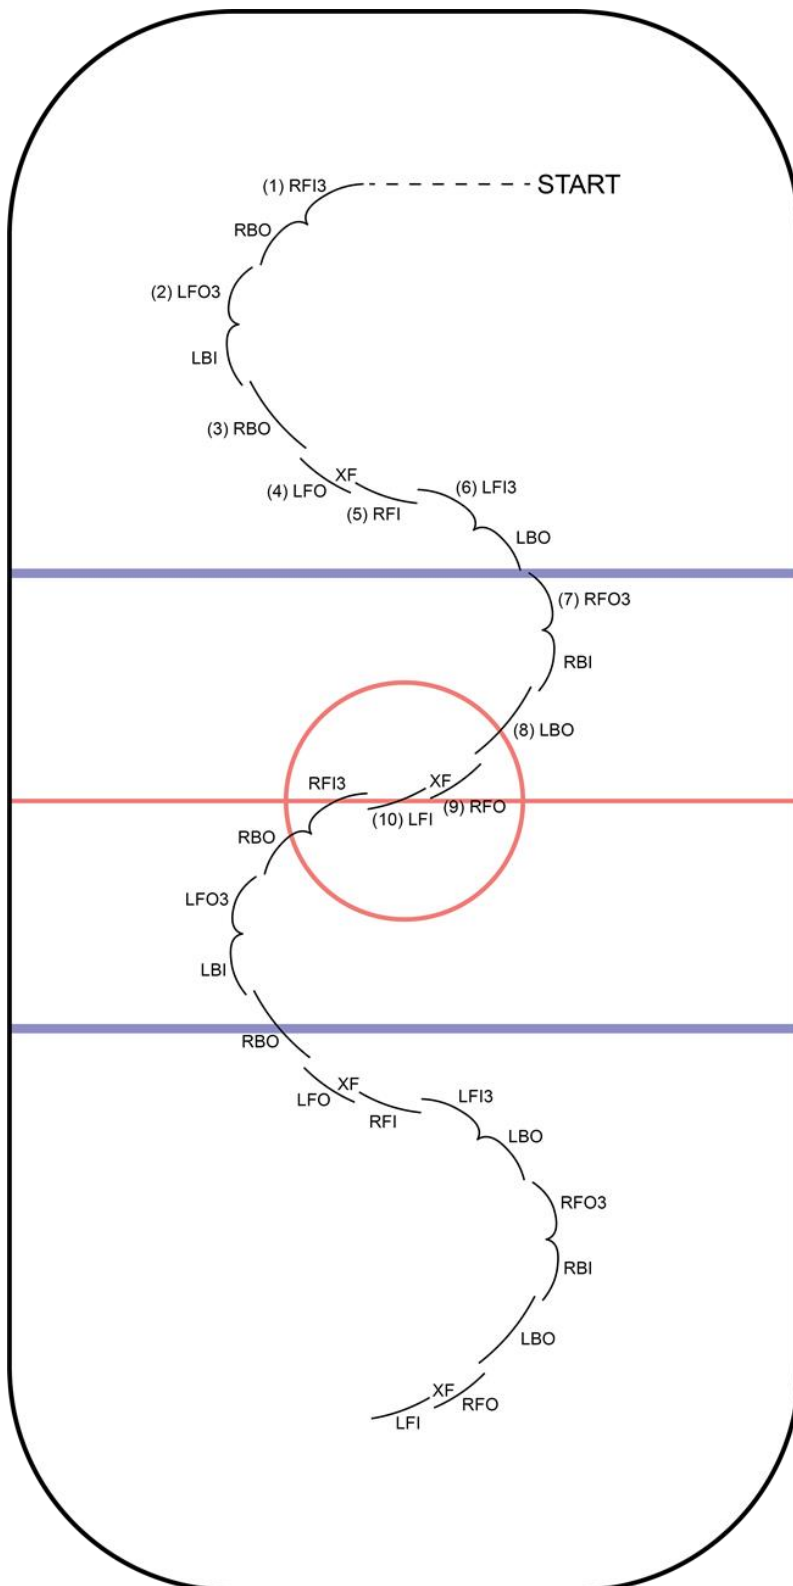 (1) RFI3
START
RBO
(2) LFO3
LBI
(3) RBO
XF
(4) LFO
(5) RFI
(6) LFI3
LBO
(7) RFO3
RBI
(8) LBO
XF
(9) RFO
(10) LFI
RFI3
RBO
LFO3
LBI
RBO
XF
LFO
RFI
LFI3
LBO
RFO3
RBI
LBO
XF
RFO
LFI